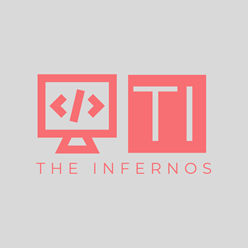 </>
TI
THE INFERNOS